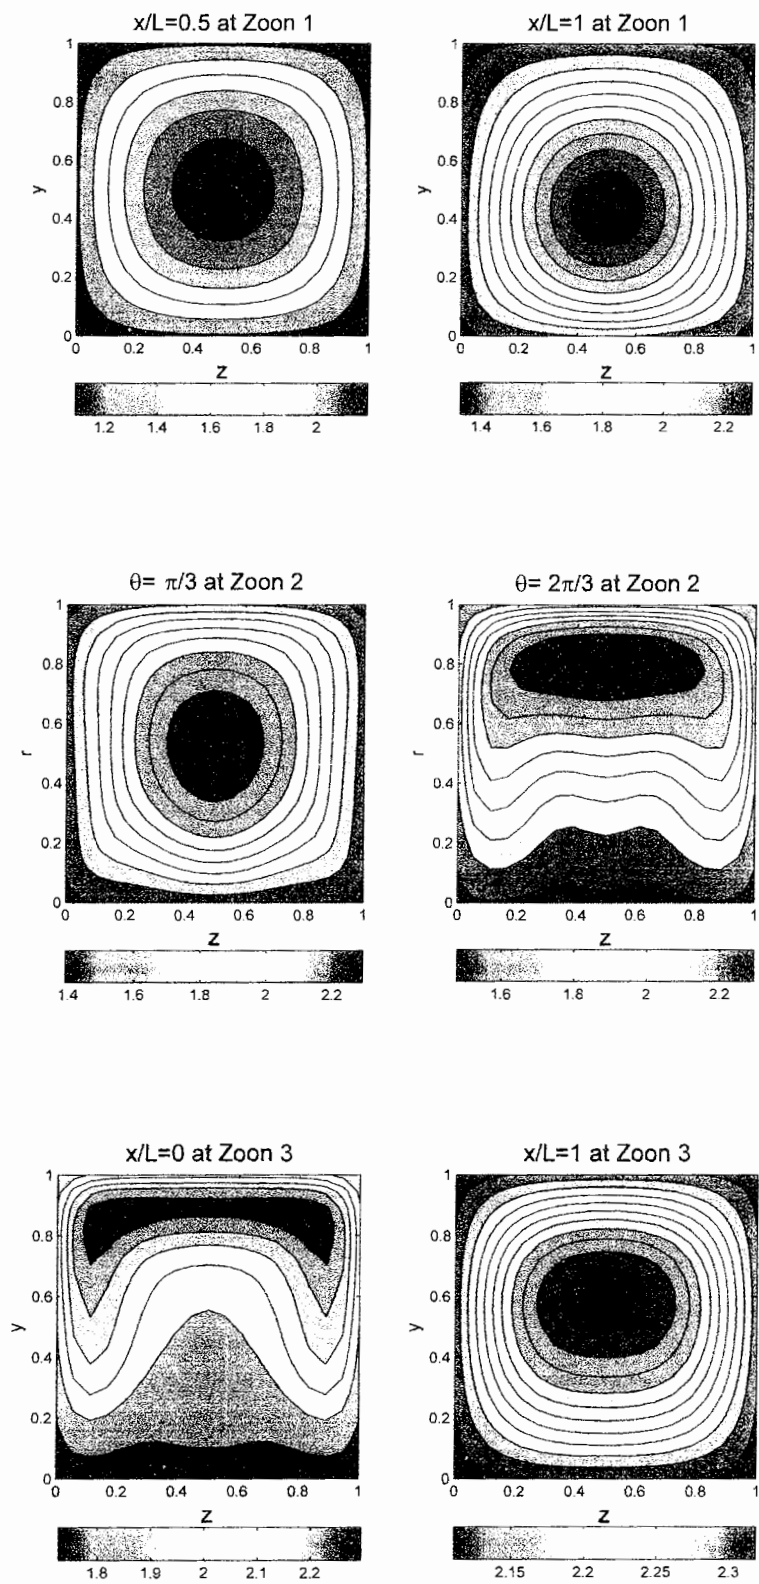 x/L=0.5 at Zoon 1
1
0.8
0.6
y
0.4
0.2
0
0 0.2 0.4 0.6 0.8 1
z
1.2 1.4 1.6 1.8 2
x/L=1 at Zoon 1
1
0.8
0.6
y
0.4
0.2
0
0 0.2 0.4 0.6 0.8 1
z
1.4 1.6 1.8 2 2.2
θ= π/3 at Zoon 2
1
0.8
0.6
r
0.4
0.2
0
0 0.2 0.4 0.6 0.8 1
z
1.4 1.6 1.8 2 2.2
θ= 2π/3 at Zoon 2
1
0.8
0.6
r
0.4
0.2
0
0 0.2 0.4 0.6 0.8 1
z
1.6 1.8 2 2.2
x/L=0 at Zoon 3
1
0.8
0.6
y
0.4
0.2
0
0 0.2 0.4 0.6 0.8 1
z
1.8 1.9 2 2.1 2.2
x/L=1 at Zoon 3
1
0.8
0.6
y
0.4
0.2
0
0 0.2 0.4 0.6 0.8 1
z
2.15 2.2 2.25 2.3